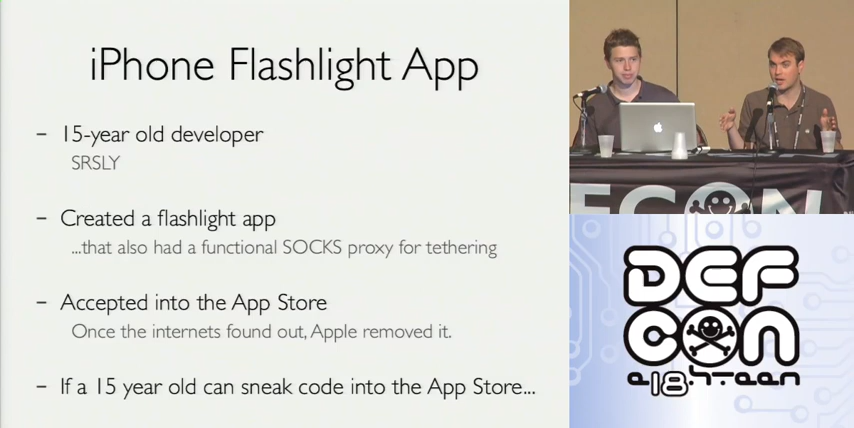 iPhone Flashlight App
- 15-year old developer
SRSLY
- Created a flashlight app
...that also had a functional SOCKS proxy for tethering
- Accepted into the App Store
Once the internets found out, Apple removed it.
- If a 15 year old can sneak code into the App Store...
ECON
DEF
CON
e18hteen